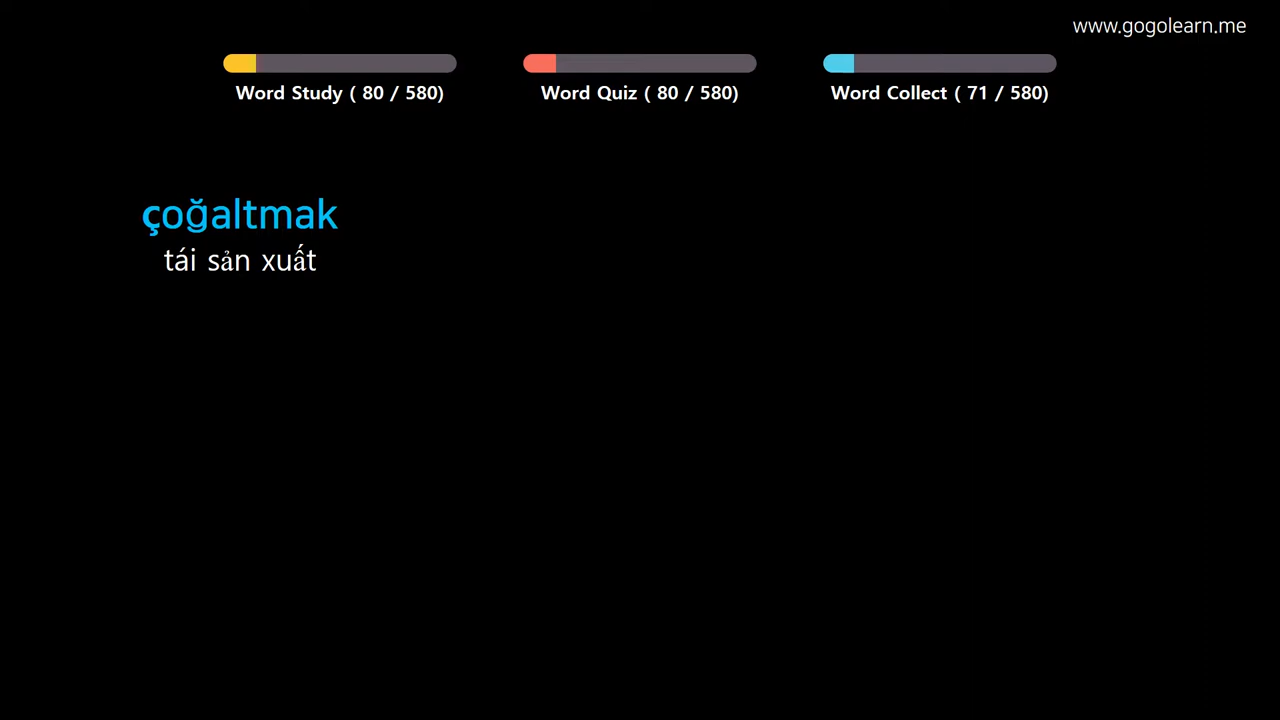 www.gogolearn.me
Word Study ( 80 / 580)
Word Quiz ( 80 / 580)
Word Collect ( 71 / 580)
çoğaltmak
tái sản xuất